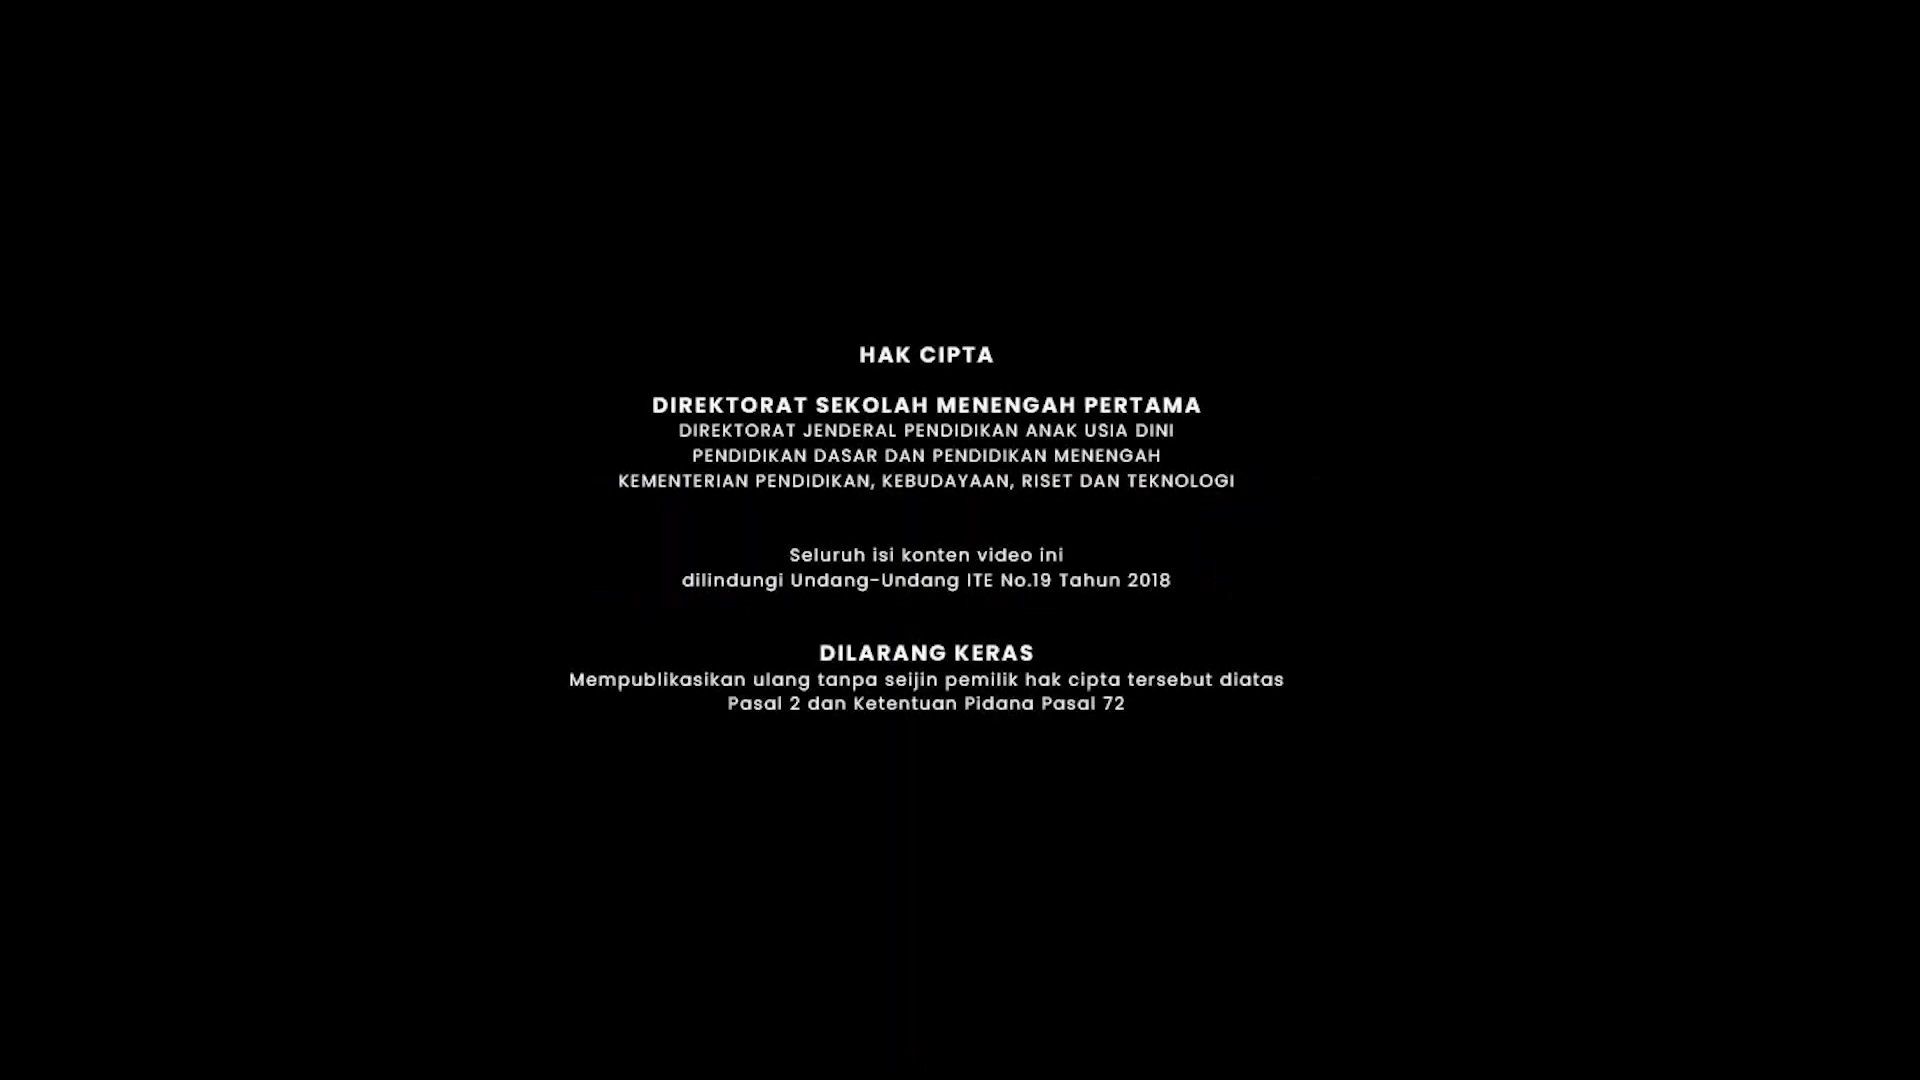 HAK CIPTA
DIREKTORAT SEKOLAH MENENGAH PERTAMA
DIREKTORAT JENDERAL PENDIDIKAN ANAK USIA DINI
PENDIDIKAN DASAR DAN PENDIDIKAN MENENGAH
KEMENTERIAN PENDIDIKAN, KEBUDAYAAN, RISET DAN TEKNOLOGI
Seluruh isi konten video ini
dilindungi Undang-Undang ITE No.19 Tahun 2018
DILARANG KERAS
Mempublikasikan ulang tanpa seijin pemilik hak cipta tersebut diatas
Pasal 2 dan Ketentuan Pidana Pasal 72